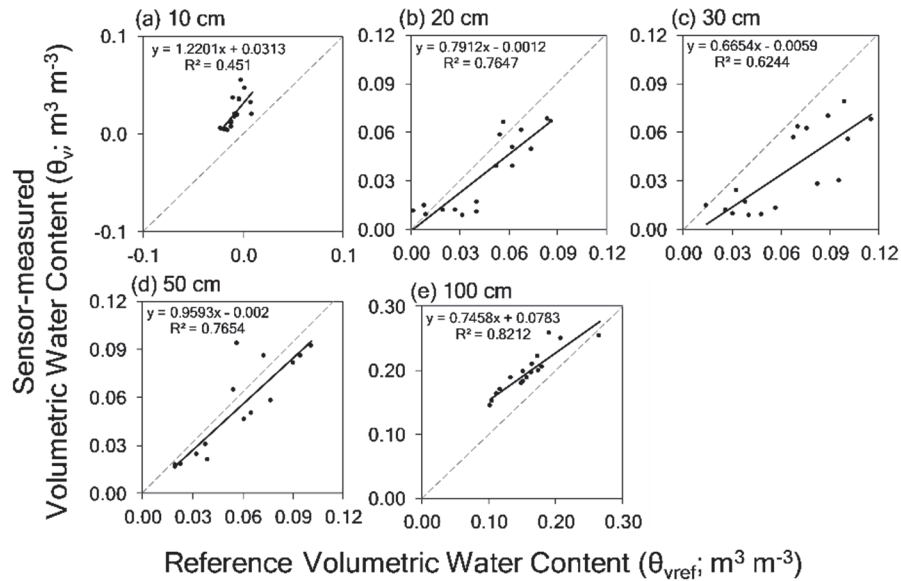 (a) 10 cm
y = 1.2201x + 0.0313
R² = 0.451
0.1
0.0
-0.1
-0.1 0.0 0.1
(b) 20 cm
y = 0.7912x - 0.0012
R² = 0.7647
0.12
0.09
0.06
0.03
0.00
0.00 0.03 0.06 0.09 0.12
(c) 30 cm
y = 0.6654x - 0.0059
R² = 0.6244
0.12
0.09
0.06
0.03
0.00
0.00 0.03 0.06 0.09 0.12
(d) 50 cm
y = 0.9593x - 0.002
R² = 0.7654
0.12
0.09
0.06
0.03
0.00
0.00 0.03 0.06 0.09 0.12
(e) 100 cm
y = 0.7458x + 0.0783
R² = 0.8212
0.30
0.20
0.10
0.00
0.00 0.10 0.20 0.30
Sensor-measured
Volumetric Water Content (θv; m³ m-³)
Reference Volumetric Water Content (θvref; m³ m-³)